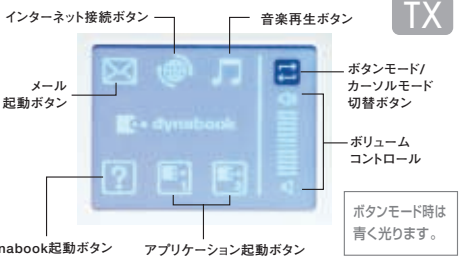 インターネット接続ボタン
音楽再生ボタン
TX
メール
起動ボタン
ボタンモード/
カーソルモード
切替ボタン
dynabook
ボリューム
コントロール
?
1
2
ボタンモード時は
青く光ります。
nabook起動ボタン
アプリケーション起動ボタン